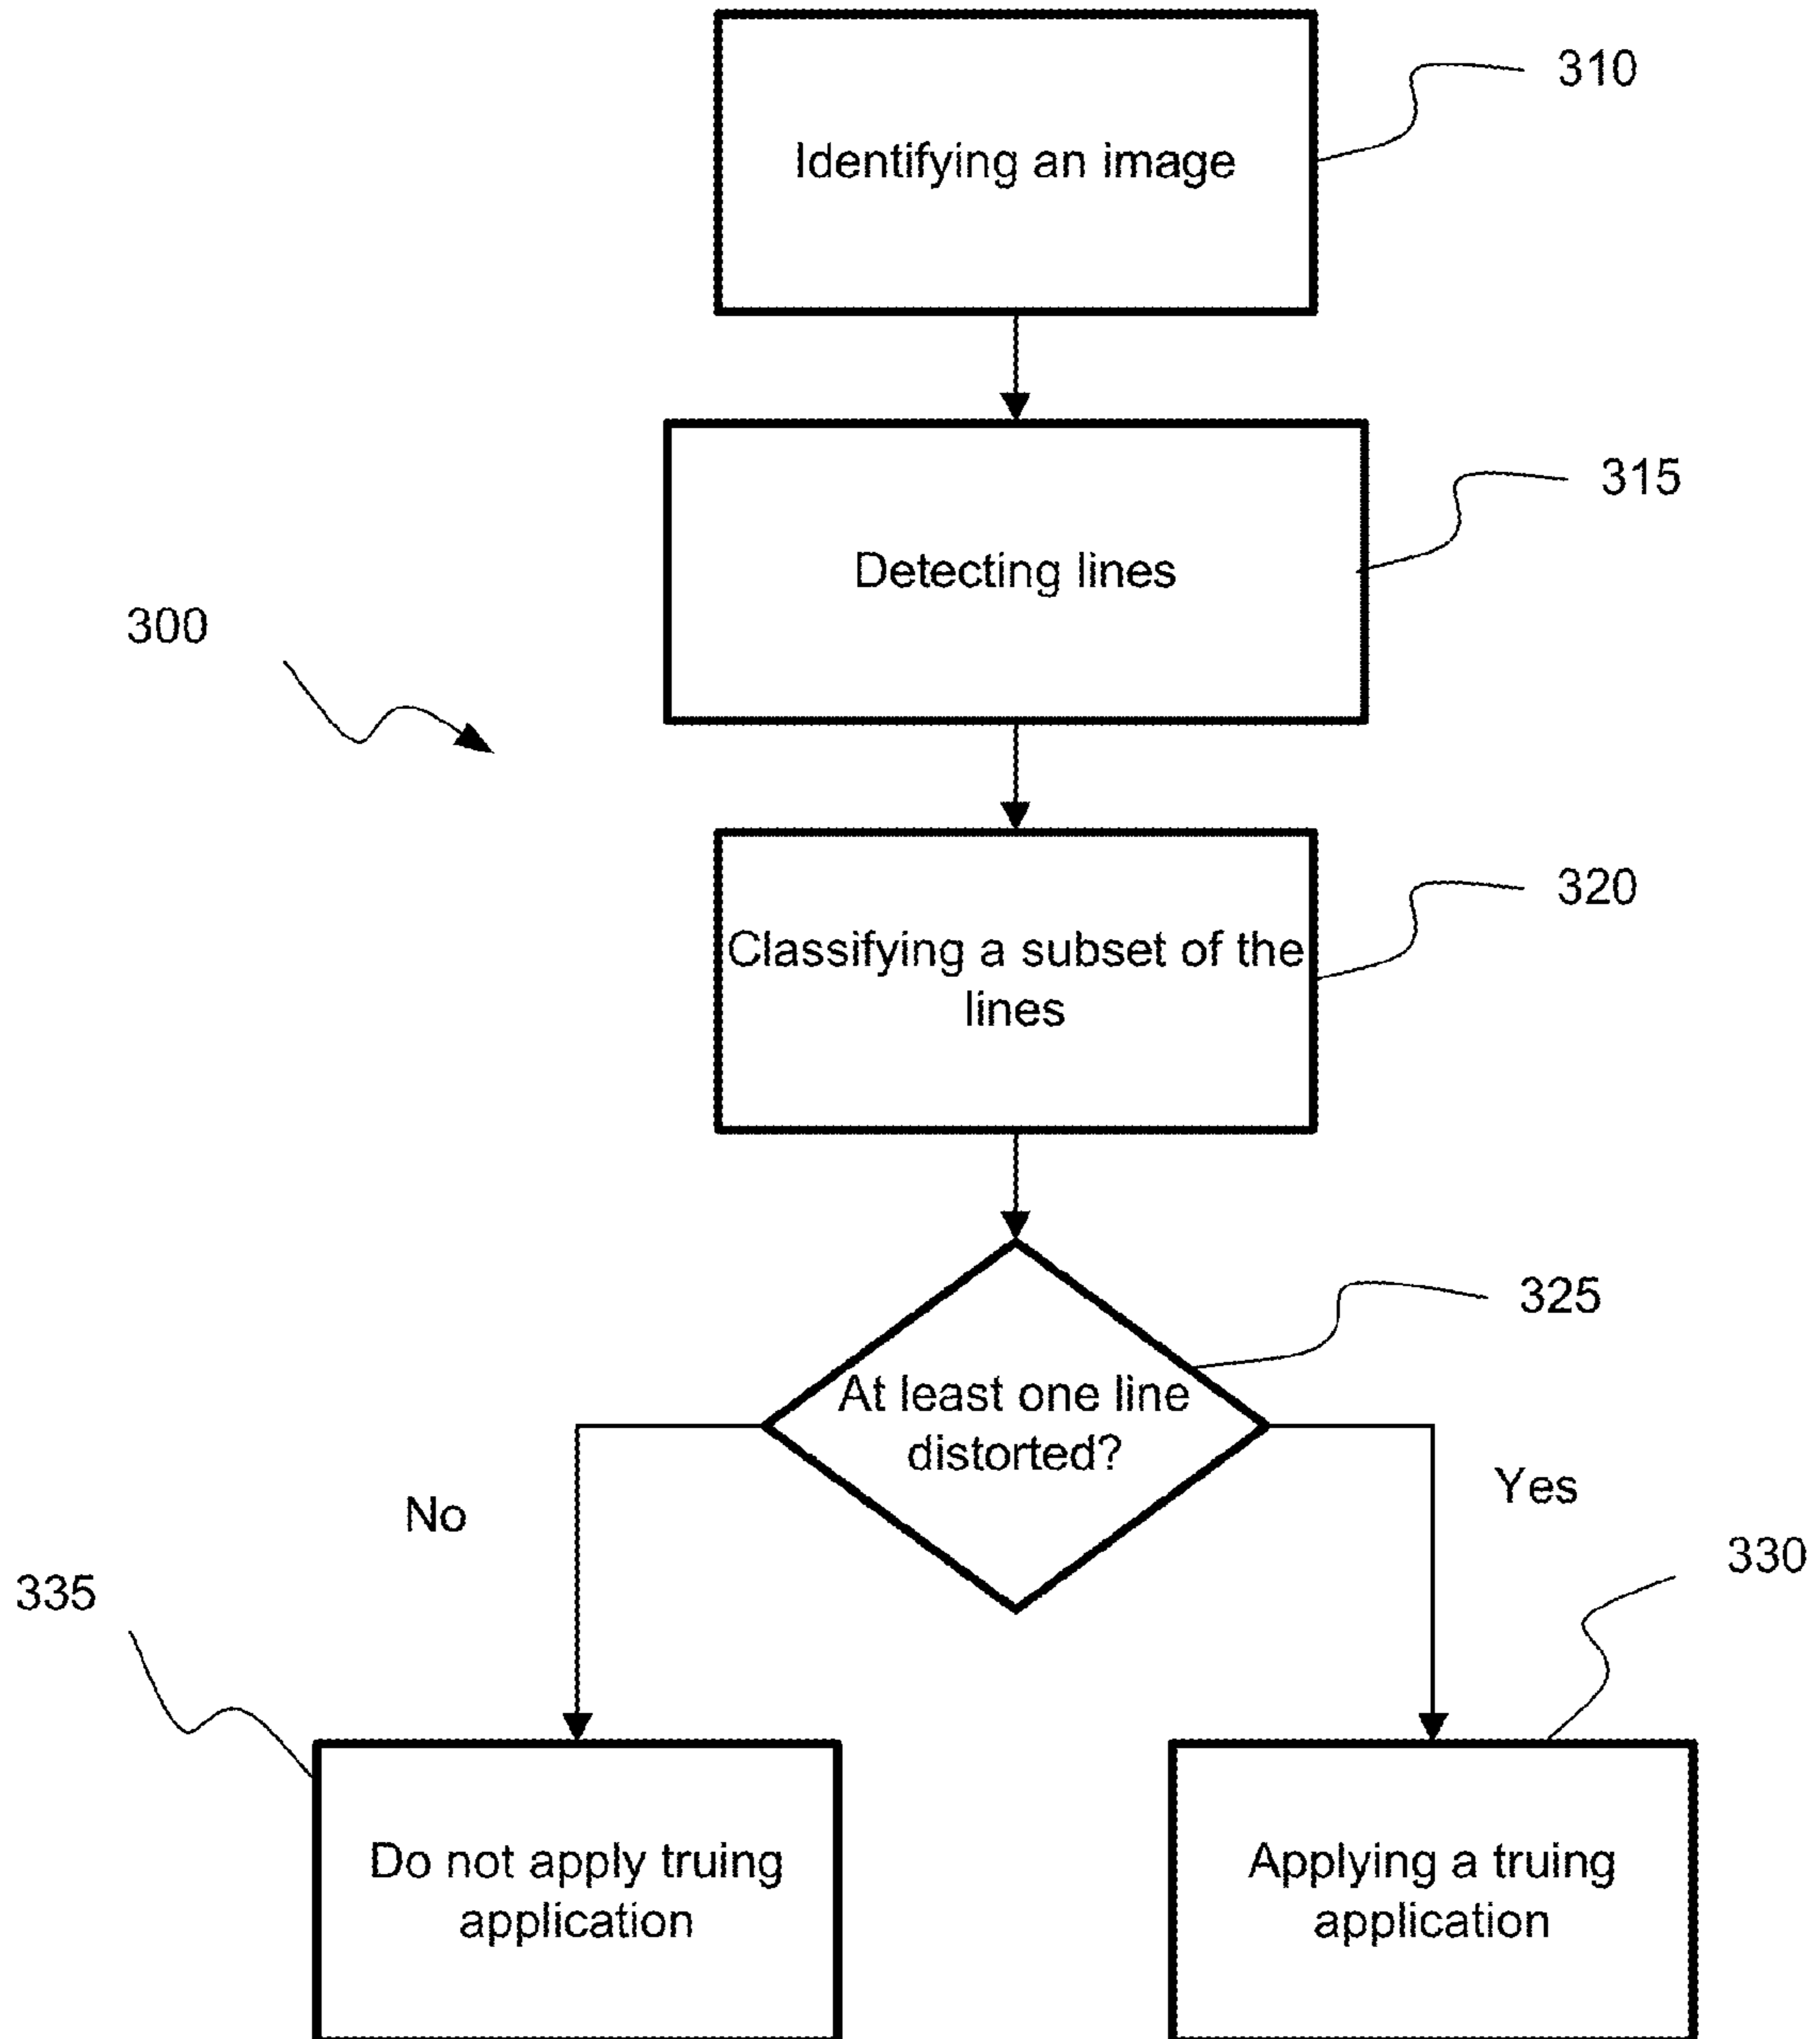 310
Identifying an image
315
Detecting lines
300
320
Classifying a subset of the
lines
325
At least one line
distorted?
No
Yes
330
335
Do not apply truing
application
Applying a truing
application